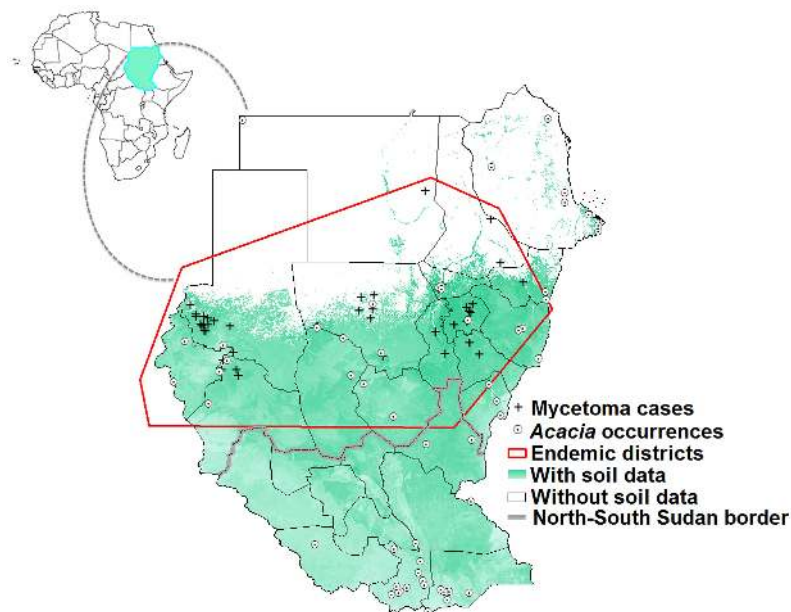 Mycetoma cases
Acacia occurrences
Endemic districts
With soil data
Without soil data
North-South Sudan border